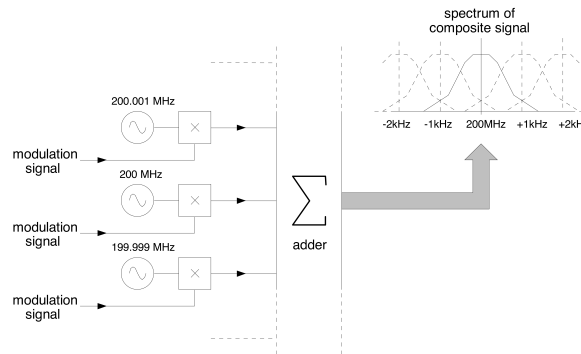 spectrum of
composite signal
-2kHz -1kHz 200MHz +1kHz +2kH
200.001 MHz
modulation
signal
200 MHz
modulation
signal
adder
199.999 MHz
modulation
signal